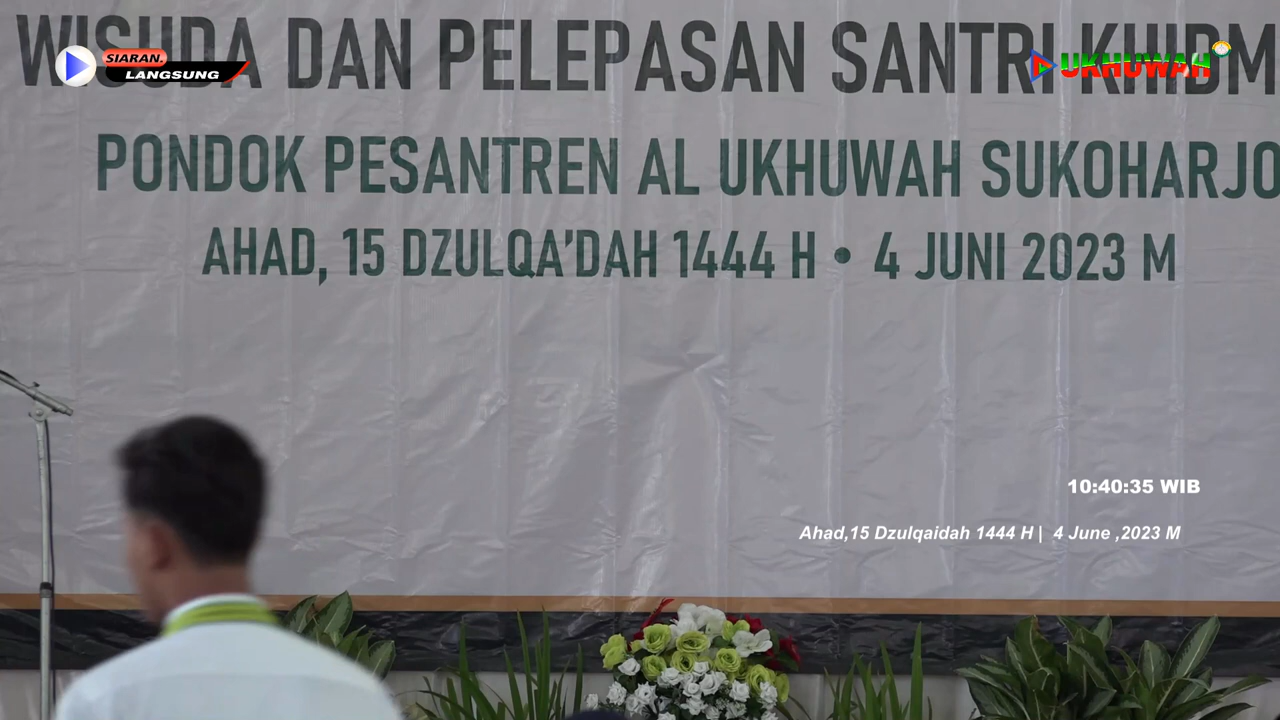 WISUDA DAN PELEPASAN SANTRI KHIDM
SIARAN
LANGSUNG
UKHUWAH
PONDOK PESANTREN AL UKHUWAH SUKOHARJO
AHAD, 15 DZULQA'DAH 1444 H • 4 JUNI 2023 M
10:40:35 WIB
Ahad,15 Dzulqaidah 1444 H | 4 June ,2023 M